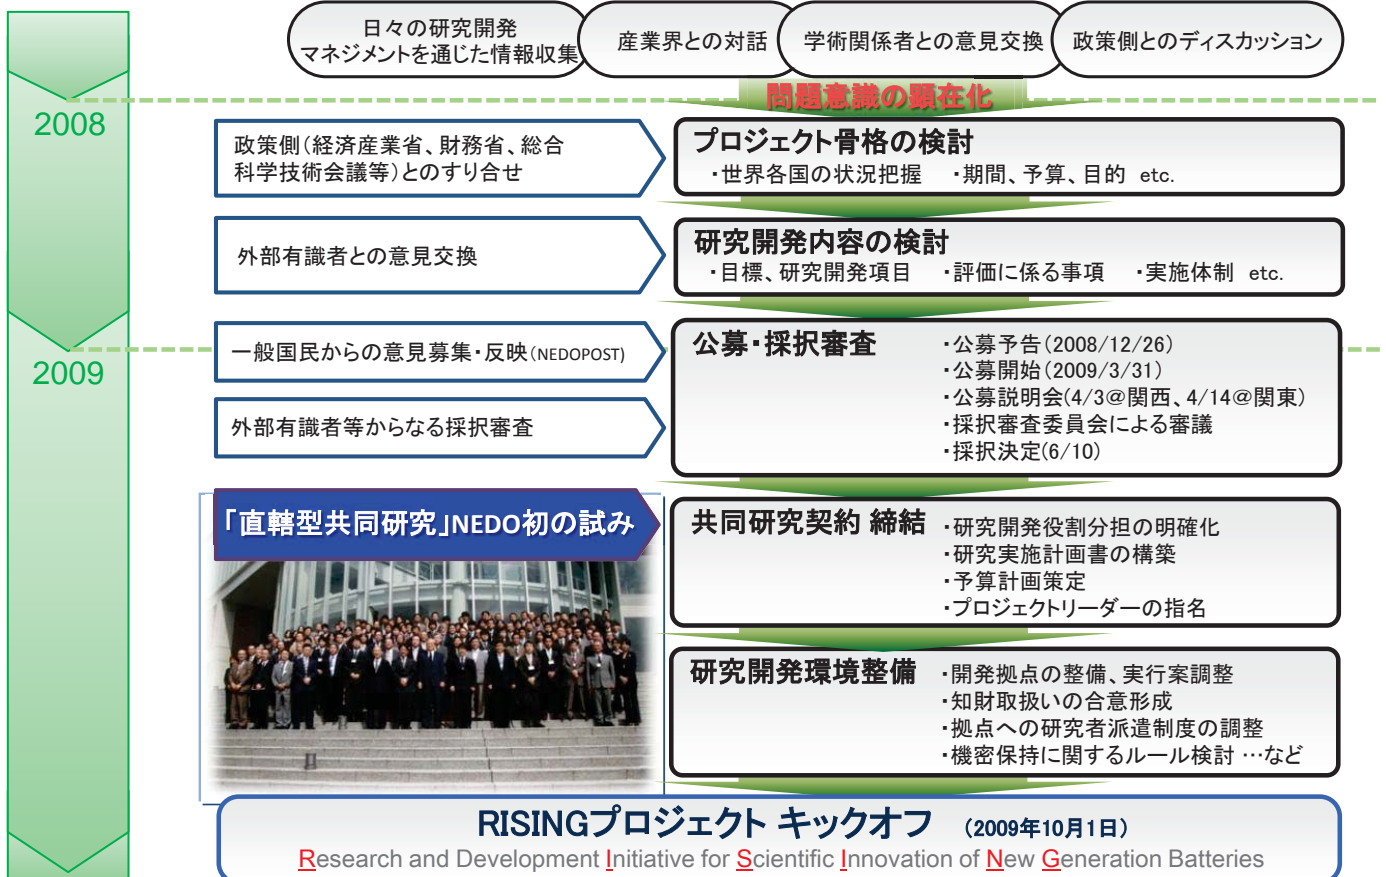 日々の研究開発
マネジメントを通じた情報収集
産業界との対話
学術関係者との意見交換
政策側とのディスカッション
問題意識の顕在化
2008
政策側(経済産業省、財務省、総合
科学技術会議等)とのすり合せ
プロジェクト骨格の検討
・世界各国の状況把握 ・期間、予算、目的 etc.
外部有識者との意見交換
研究開発内容の検討
・目標、研究開発項目 ・評価に係る事項 ・実施体制 etc.
2009
一般国民からの意見募集・反映(NEDOPOST)
外部有識者等からなる採択審査
公募・採択審査
・公募予告(2008/12/26)
・公募開始(2009/3/31)
・公募説明会(4/3@関西、4/14@関東)
・採択審査委員会による審議
・採択決定(6/10)
「直轄型共同研究」NEDO初の試み
共同研究契約 締結
・研究開発役割分担の明確化
・研究実施計画書の構築
・予算計画策定
・プロジェクトリーダーの指名
研究開発環境整備
・開発拠点の整備、実行案調整
・知財取扱いの合意形成
・拠点への研究者派遣制度の調整
・機密保持に関するルール検討 …など
RISINGプロジェクト キックオフ (2009年10月1日)
Research and Development Initiative for Scientific Innovation of New Generation Batteries